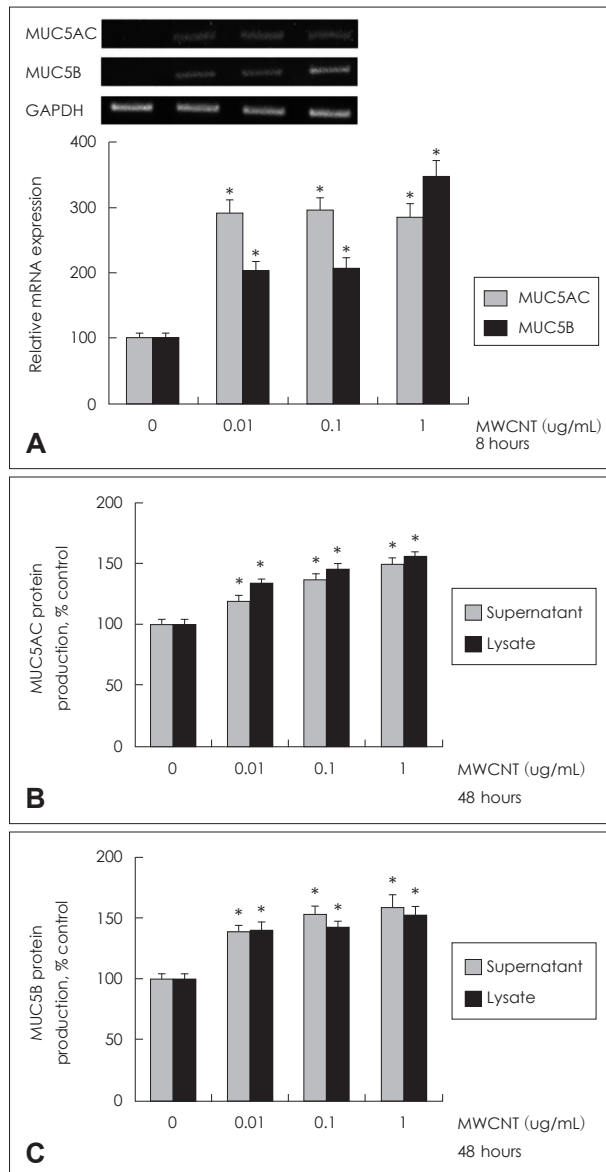 MUC5AC
MUC5B
GAPDH
400
300
200
100
0
Relative mRNA expression
* * * * * *
MUC5AC
MUC5B
0 0.01 0.1 1 MWCNT (ug/mL)
8 hours
A
200
150
100
50
0
MUC5AC protein
production, % control
* * * * * *
Supernatant
Lysate
0 0.01 0.1 1 MWCNT (ug/mL)
48 hours
B
200
150
100
50
0
MUC5B protein
production, % control
* * * * * *
Supernatant
Lysate
0 0.01 0.1 1 MWCNT (ug/mL)
48 hours
C